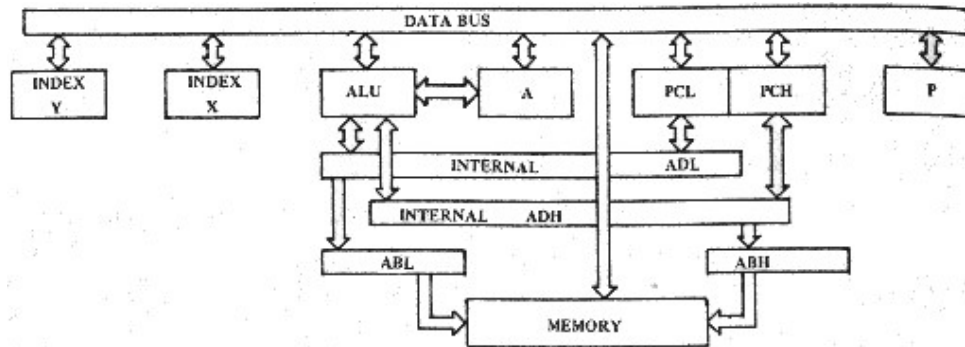 DATA BUS
INDEX
Y
INDEX
X
ALU
A
PCL
PCH
P
INTERNAL ADL
INTERNAL ADH
ABL
ABH
MEMORY